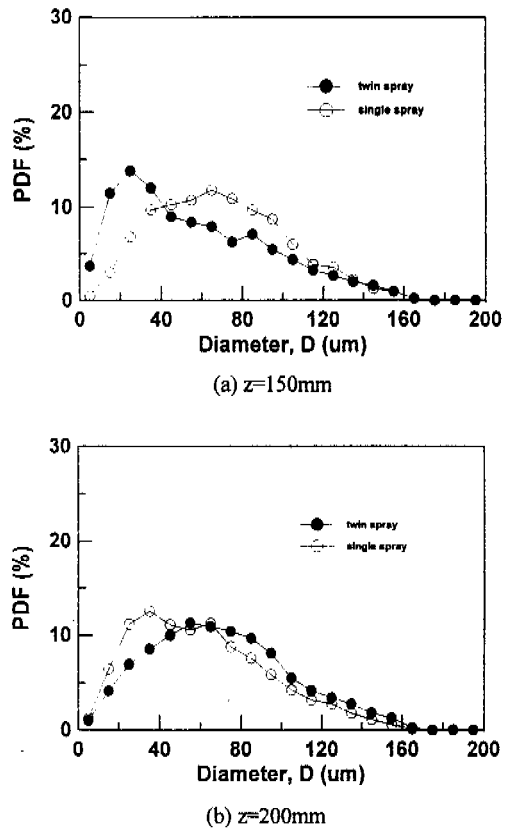 30
20
10
0
PDF (%)
twin spray
single spray
0 40 80 120 160 200
Diameter, D (um)
(a) z=150mm
30
20
10
0
PDF (%)
twin spray
single spray
0 40 80 120 160 200
Diameter, D (um)
(b) z=200mm